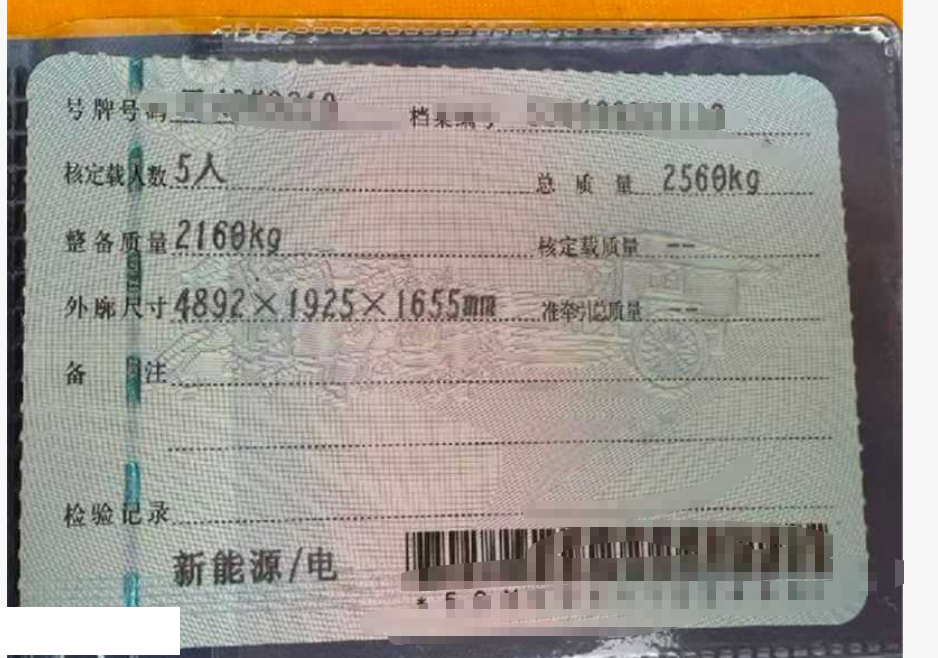 号牌号码 档案编号
核定载人数 5人 总质量 2560kg
整备质量 2160kg 核定载质量 --
外廓尺寸 4892×1925×1655mm 准牵引总质量 --
备注
检验记录
新能源/电